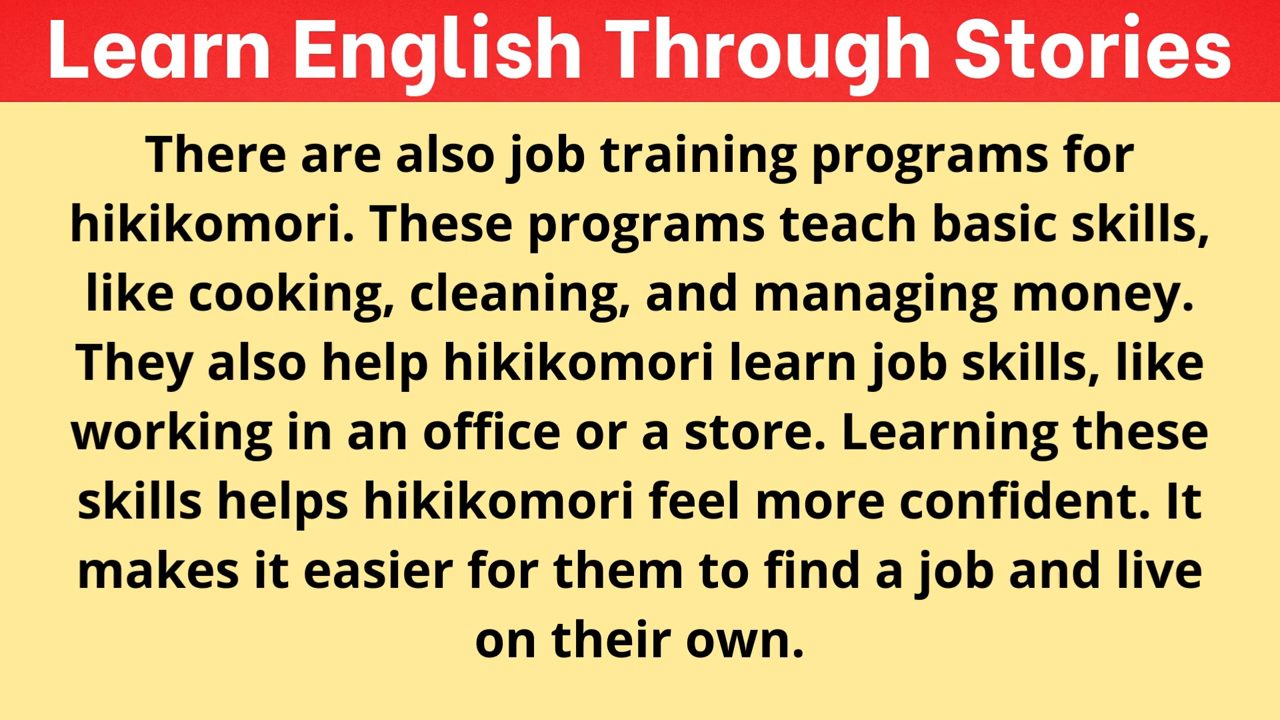 Learn English Through Stories
There are also job training programs for
hikikomori. These programs teach basic skills,
like cooking, cleaning, and managing money.
They also help hikikomori learn job skills, like
working in an office or a store. Learning these
skills helps hikikomori feel more confident. It
makes it easier for them to find a job and live
on their own.